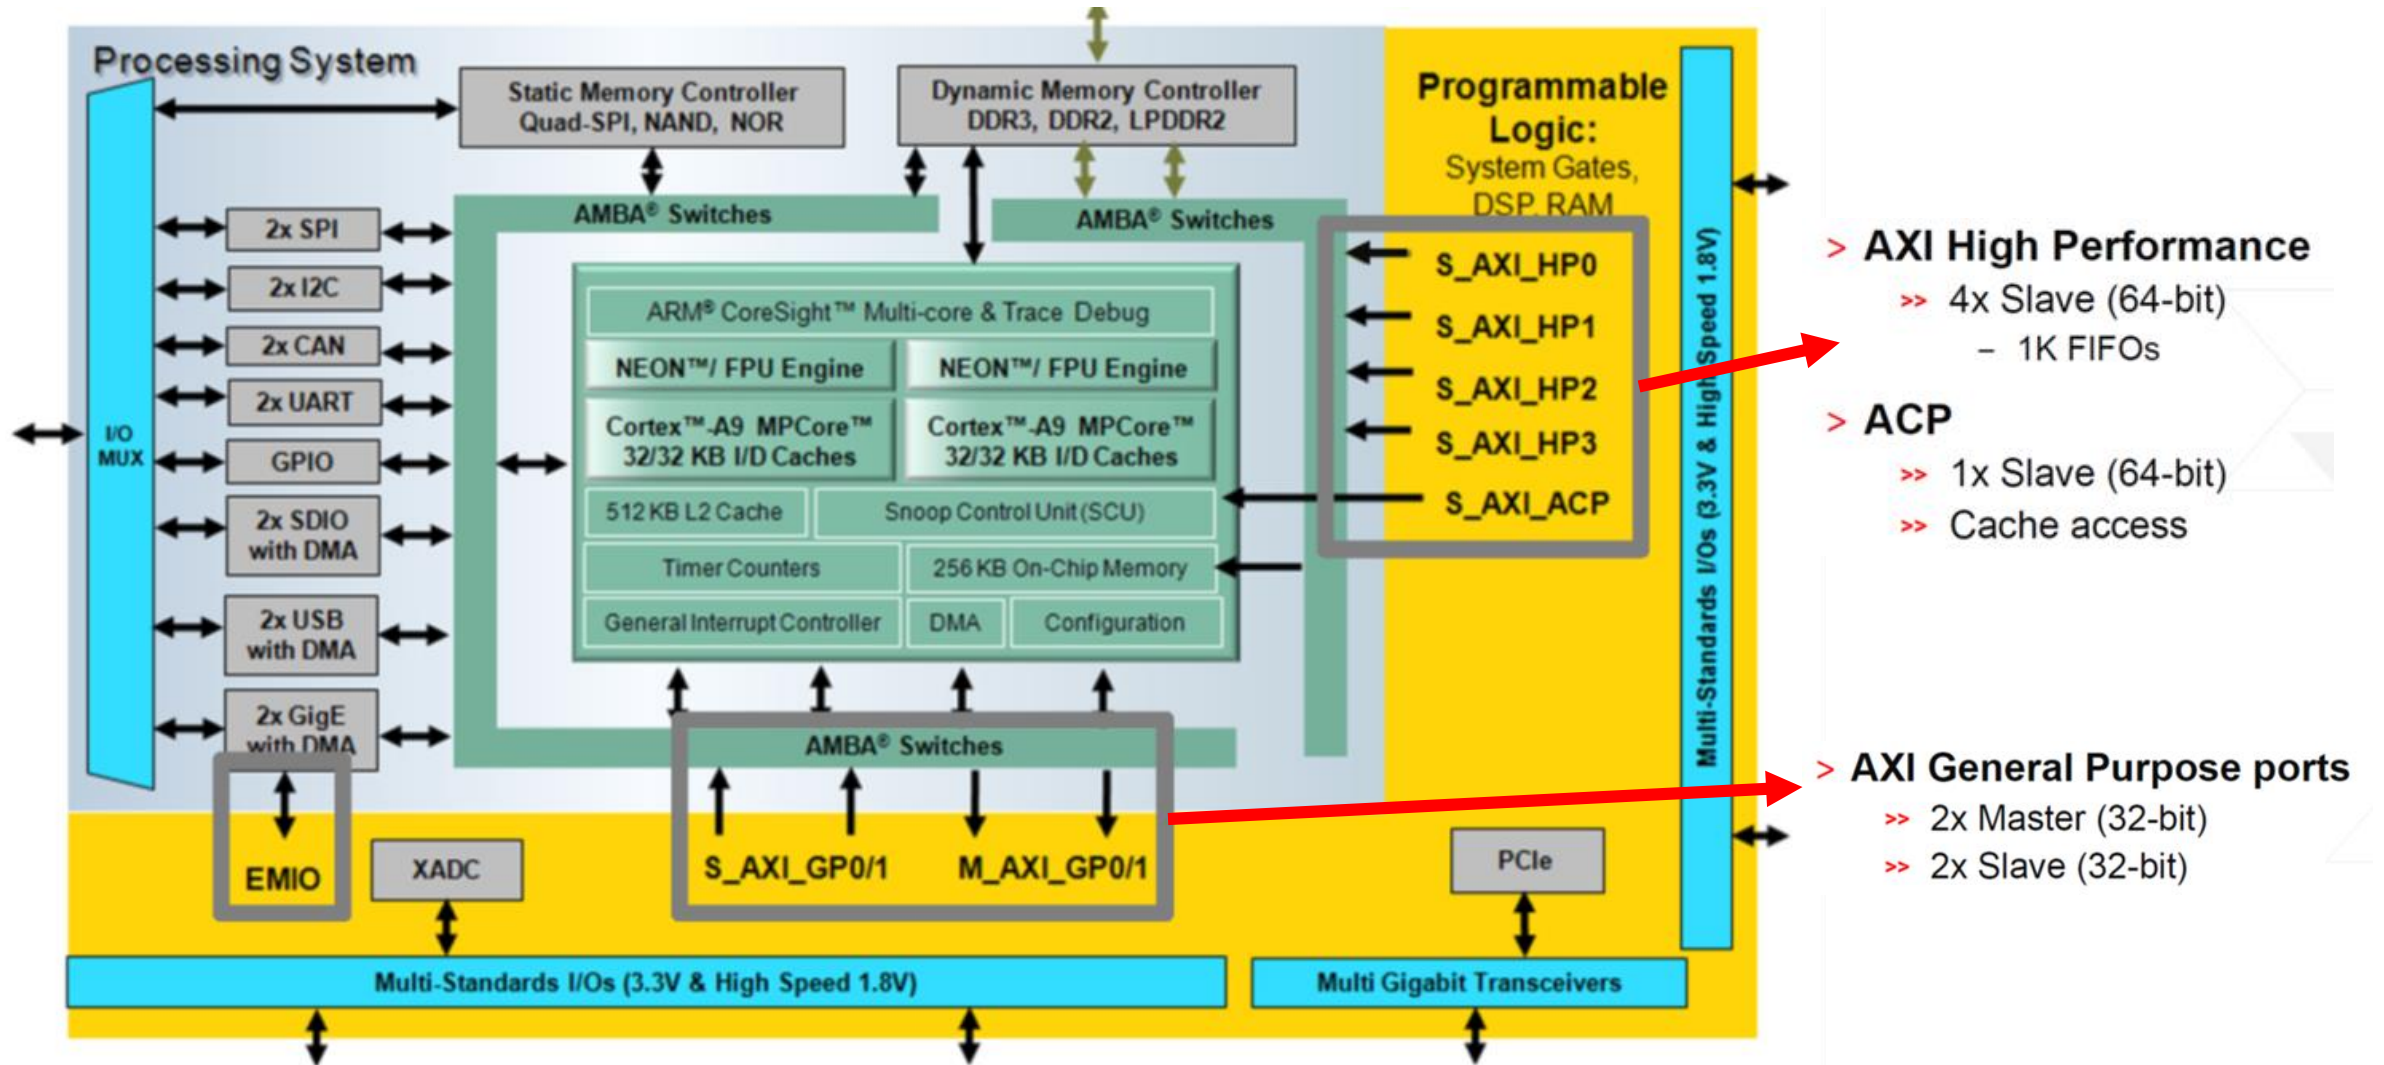 Processing System
Static Memory Controller
Quad-SPI, NAND, NOR
Dynamic Memory Controller
DDR3, DDR2, LPDDR2
Programmable
Logic:
System Gates,
DSP, RAM
AMBA® Switches
AMBA® Switches
I/O
MUX
2x SPI
2x I2C
2x CAN
2x UART
GPIO
2x SDIO
with DMA
2x USB
with DMA
2x GigE
with DMA
ARM® CoreSight™ Multi-core & Trace Debug
NEON™/ FPU Engine
NEON™/ FPU Engine
Cortex™-A9 MPCore™
32/32 KB I/D Caches
Cortex™-A9 MPCore™
32/32 KB I/D Caches
512 KB L2 Cache
Snoop Control Unit (SCU)
Timer Counters
256 KB On-Chip Memory
General Interrupt Controller
DMA
Configuration
AMBA® Switches
S_AXI_HP0
S_AXI_HP1
S_AXI_HP2
S_AXI_HP3
S_AXI_ACP
Multi-Standards I/Os (3.3V & High Speed 1.8V)
> AXI High Performance
>> 4x Slave (64-bit)
– 1K FIFOs
> ACP
>> 1x Slave (64-bit)
>> Cache access
> AXI General Purpose ports
>> 2x Master (32-bit)
>> 2x Slave (32-bit)
EMIO
XADC
S_AXI_GP0/1
M_AXI_GP0/1
PCIe
Multi-Standards I/Os (3.3V & High Speed 1.8V)
Multi Gigabit Transceivers